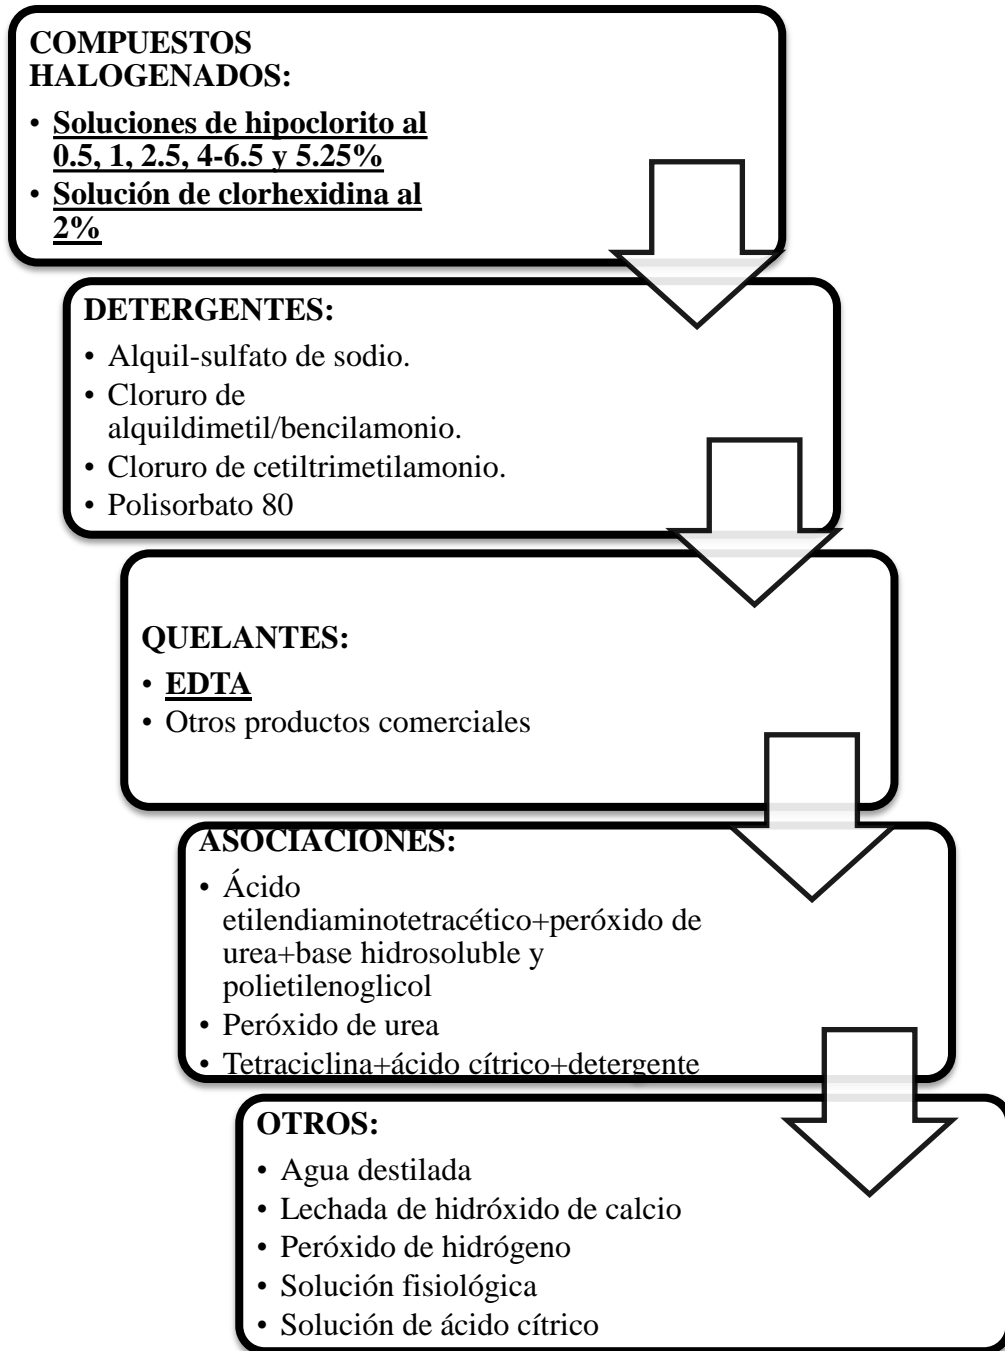 COMPUESTOS
HALOGENADOS:
• Soluciones de hipoclorito al
0.5, 1, 2.5, 4-6.5 y 5.25%
• Solución de clorhexidina al
2%
DETERGENTES:
• Alquil-sulfato de sodio.
• Cloruro de
alquildimetil/bencilamonio.
• Cloruro de cetiltrimetilamonio.
• Polisorbato 80
QUELANTES:
• EDTA
• Otros productos comerciales
ASOCIACIONES:
• Ácido
etilendiaminotetracético+peróxido de
urea+base hidrosoluble y
polietilenoglicol
• Peróxido de urea
• Tetraciclina+ácido cítrico+detergente
OTROS:
• Agua destilada
• Lechada de hidróxido de calcio
• Peróxido de hidrógeno
• Solución fisiológica
• Solución de ácido cítrico